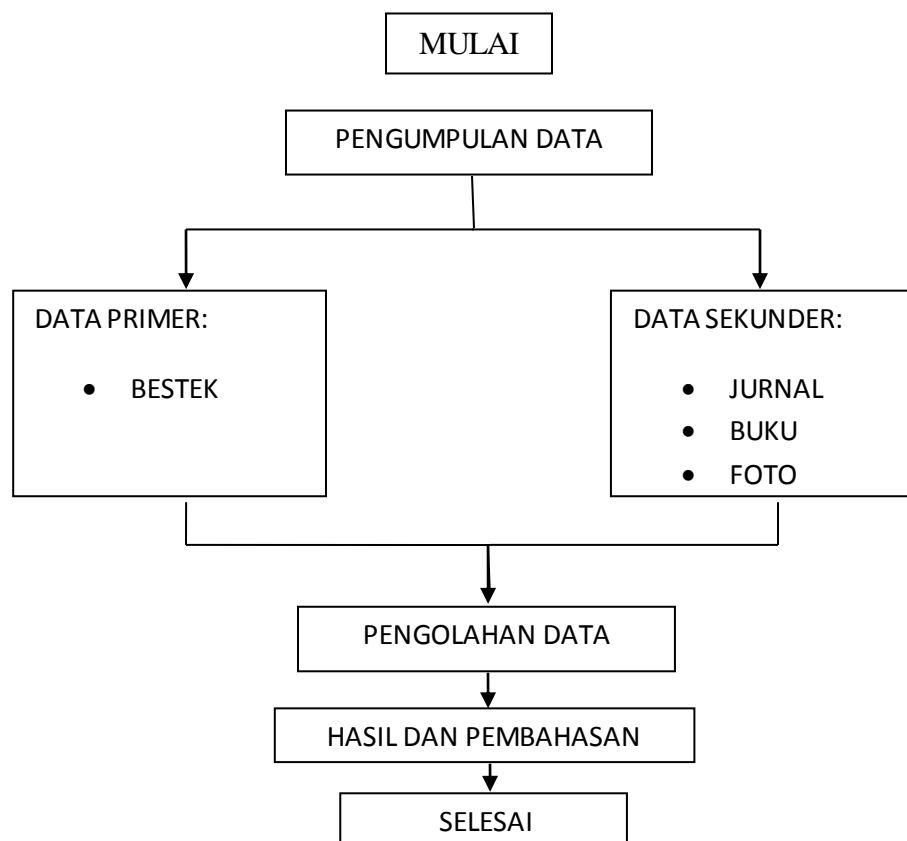 MULAI
PENGUMPULAN DATA
DATA PRIMER:
• BESTEK
DATA SEKUNDER:
• JURNAL
• BUKU
• FOTO
PENGOLAHAN DATA
HASIL DAN PEMBAHASAN
SELESAI